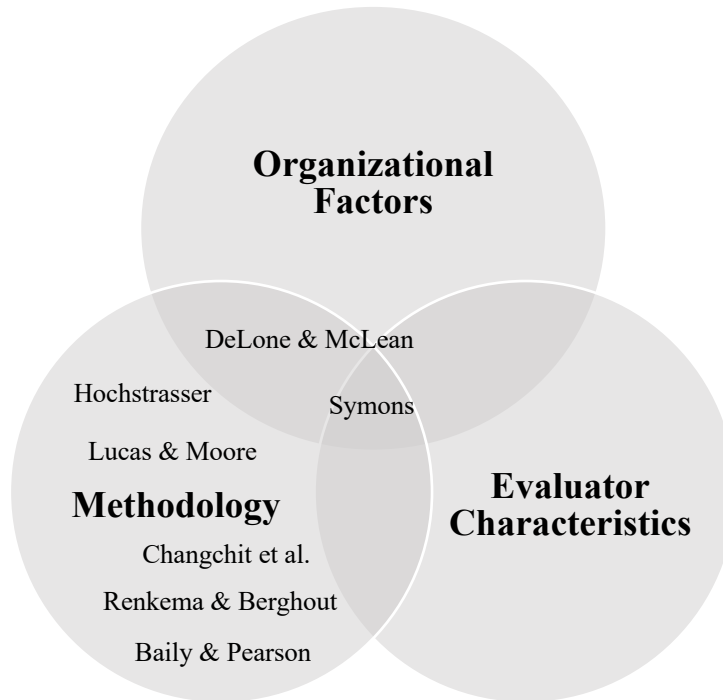 Organizational
Factors
DeLone & McLean
Hochstrasser
Symons
Lucas & Moore
Methodology
Evaluator
Characteristics
Changchit et al.
Renkema & Berghout
Baily & Pearson